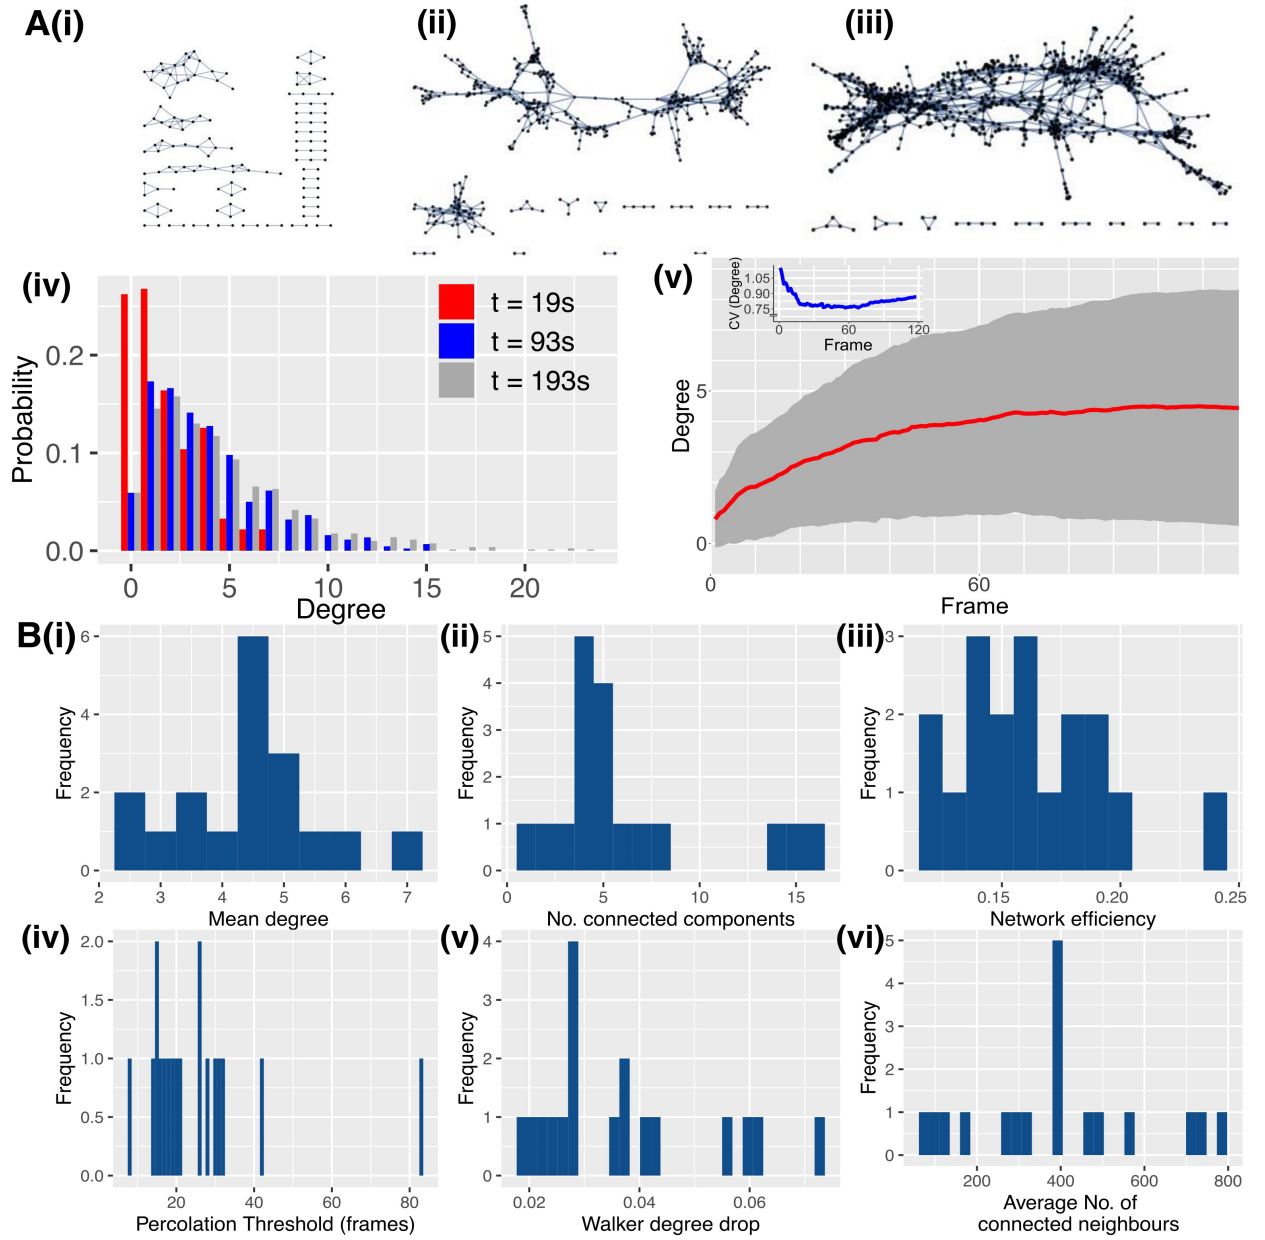 A(i)
(ii)
(iii)
(iv)
t = 19s
t = 93s
t = 193s
Probability
0.2
0.1
0.0
0 5 10 15 20
Degree
(v)
CV (Degree)
1.05
0.90
0.75
0 60 120
Frame
Degree
5
0
0 60
Frame
B(i)
Frequency
6
4
2
0
2 3 4 5 6 7
Mean degree
(ii)
Frequency
5
4
3
2
1
0
0 5 10 15
No. connected components
(iii)
Frequency
3
2
1
0
0.15 0.20 0.25
Network efficiency
(iv)
Frequency
2.0
1.5
1.0
0.5
0.0
20 40 60 80
Percolation Threshold (frames)
(v)
Frequency
4
3
2
1
0
0.02 0.04 0.06
Walker degree drop
(vi)
Frequency
5
4
3
2
1
0
200 400 600 800
Average No. of
connected neighbours